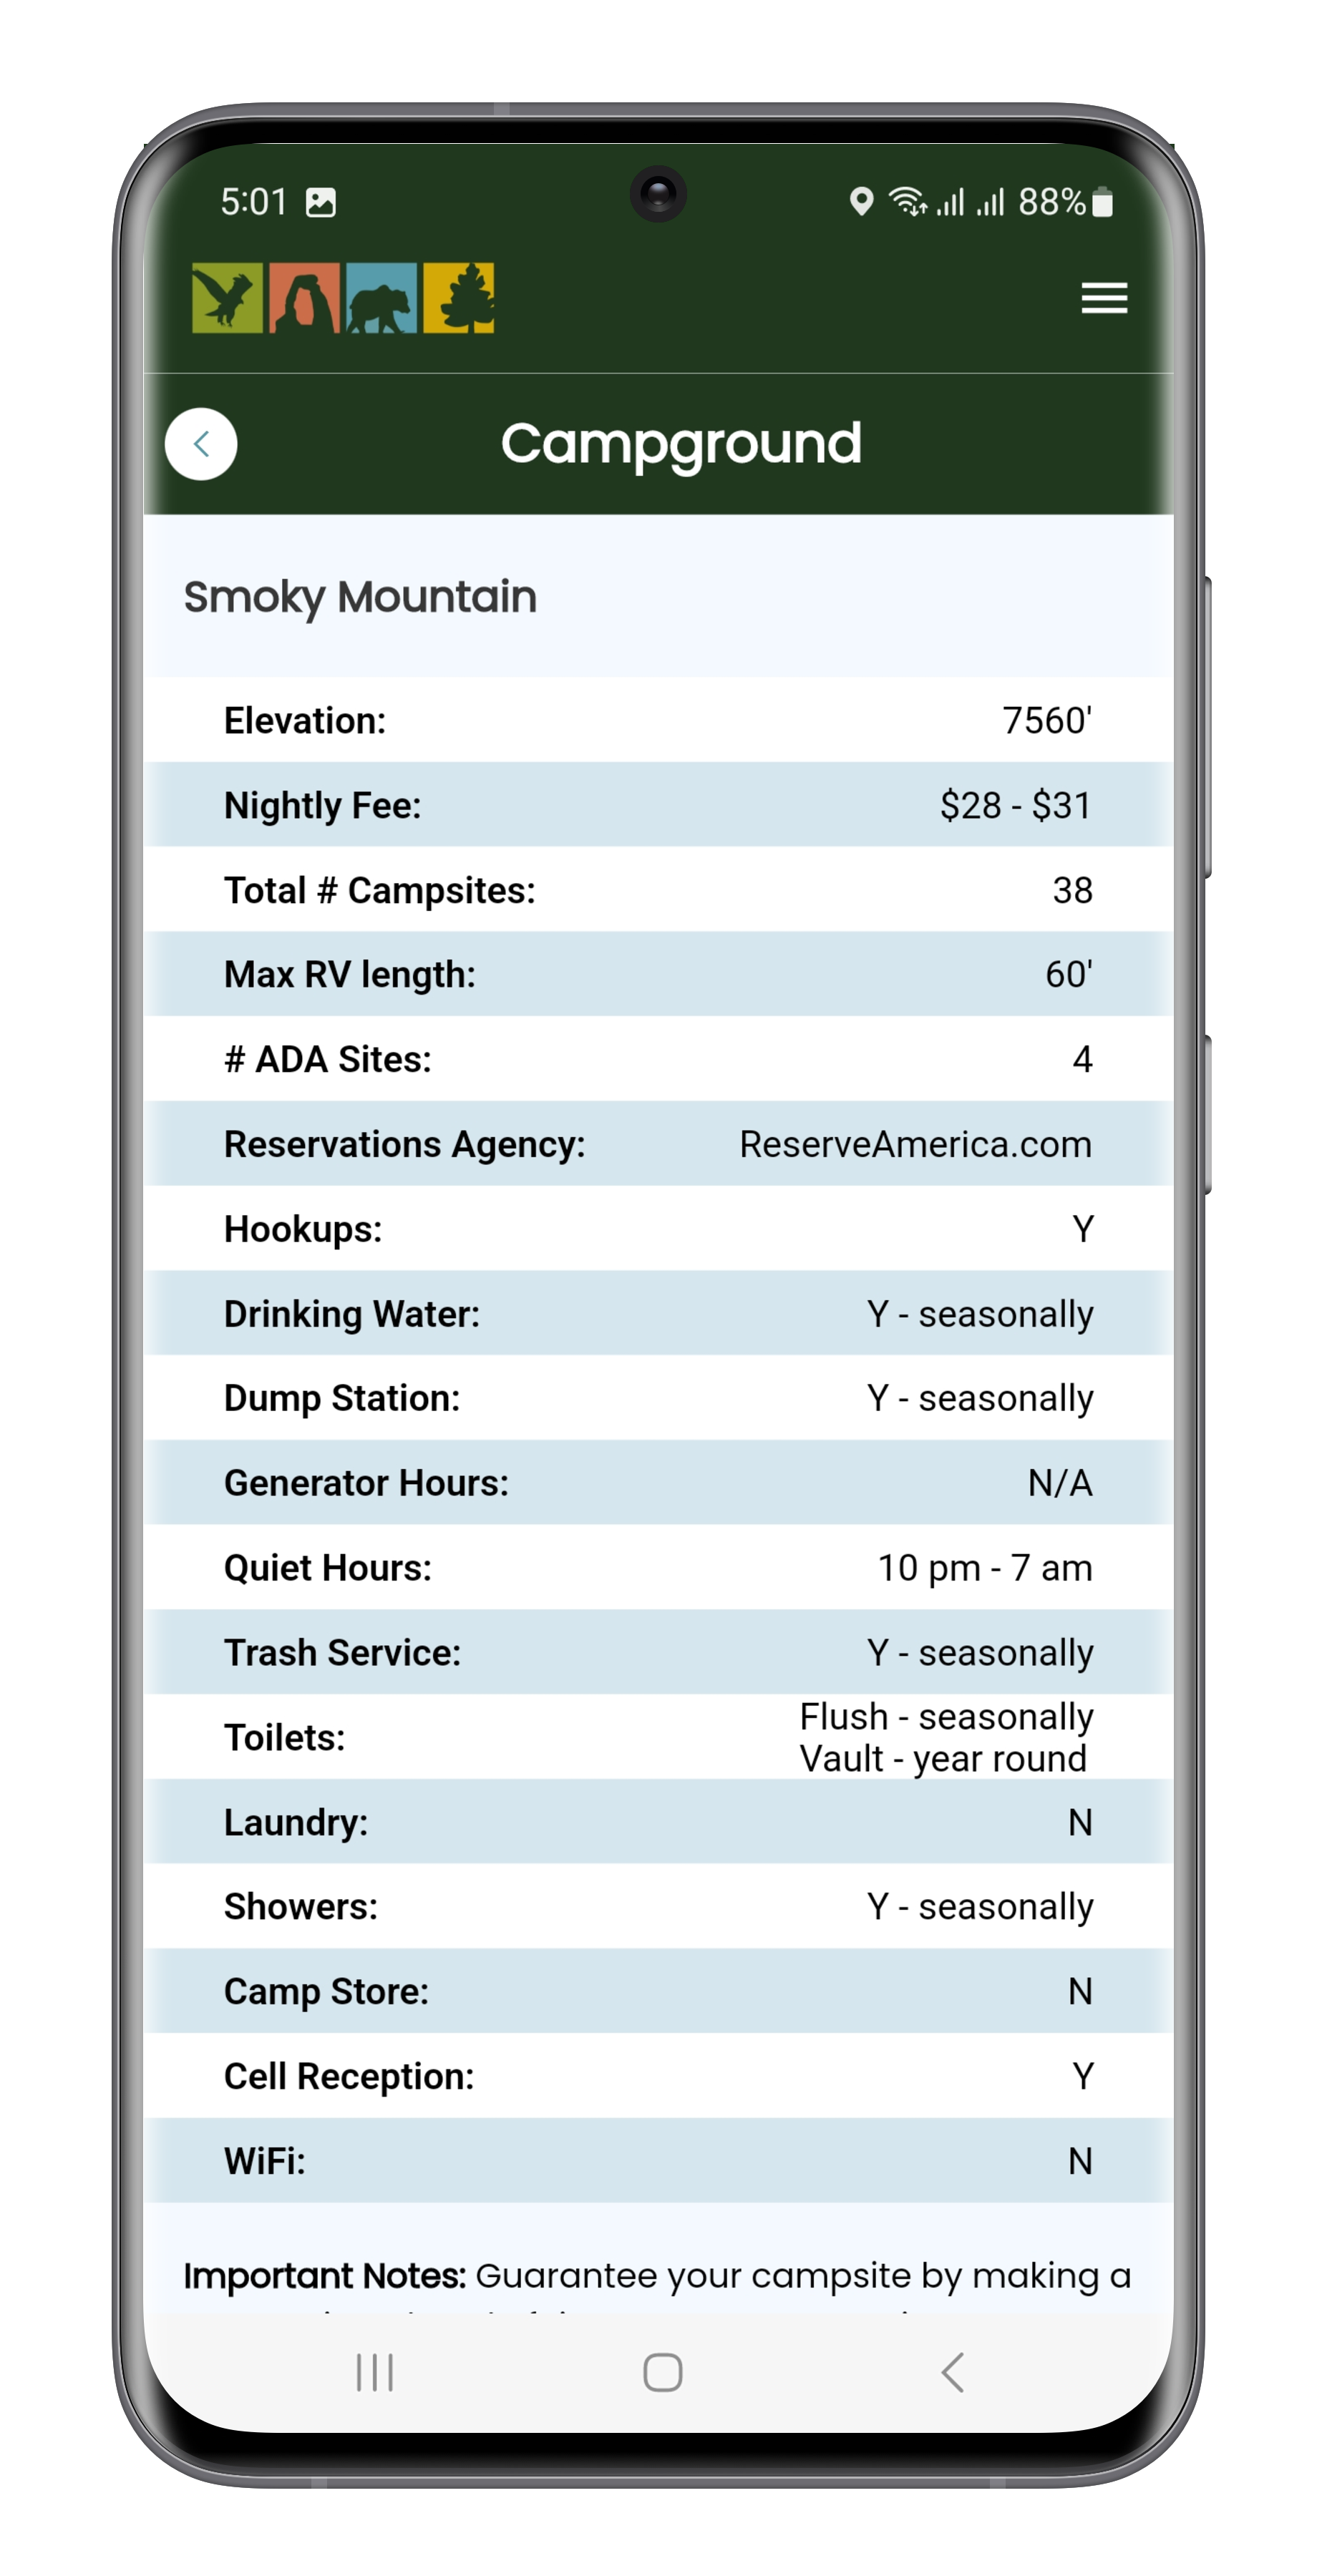 5:01 88%
Campground
Smoky Mountain
Elevation: 7560'
Nightly Fee: $28 - $31
Total # Campsites: 38
Max RV length: 60'
# ADA Sites: 4
Reservations Agency: ReserveAmerica.com
Hookups: Y
Drinking Water: Y - seasonally
Dump Station: Y - seasonally
Generator Hours: N/A
Quiet Hours: 10 pm - 7 am
Trash Service: Y - seasonally
Toilets: Flush - seasonally
Vault - year round
Laundry: N
Showers: Y - seasonally
Camp Store: N
Cell Reception: Y
WiFi: N
Important Notes: Guarantee your campsite by making a